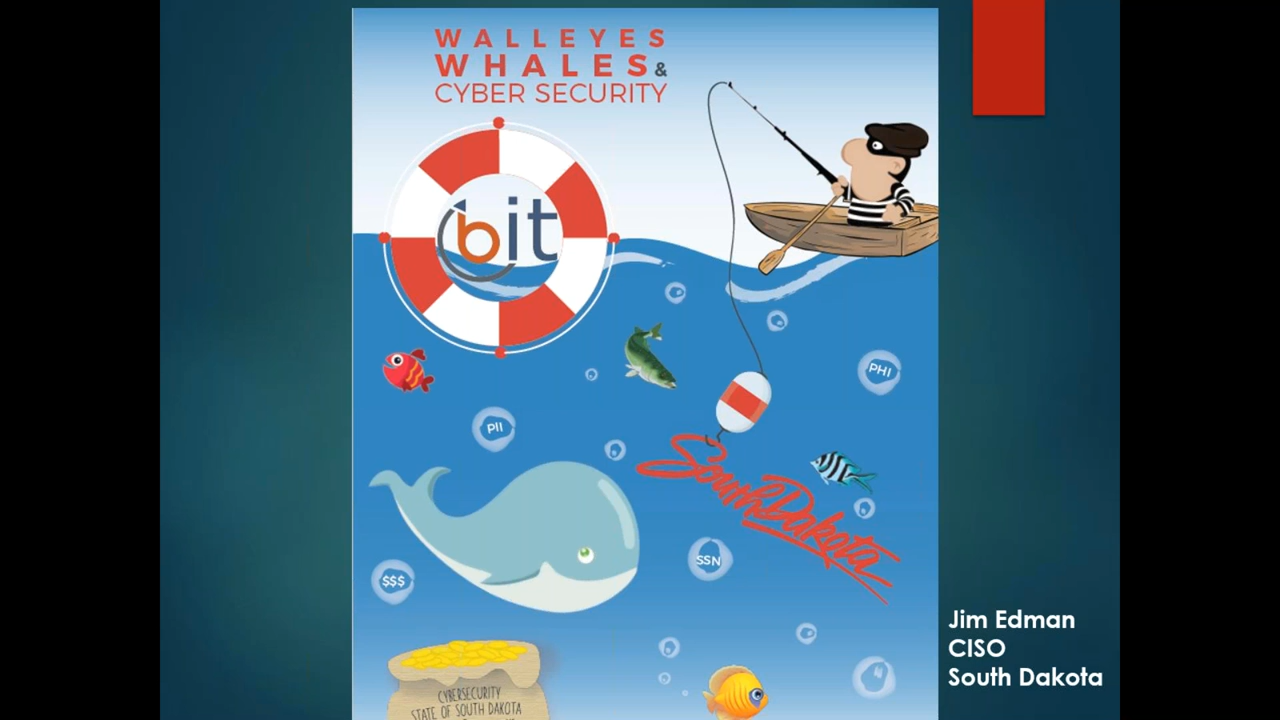 WALLEYES
WHALES &
CYBER SECURITY
bit
PHI
PII
South Dakota
SSN
$$$
CYBERSECURITY
STATE OF SOUTH DAKOTA
Jim Edman
CISO
South Dakota